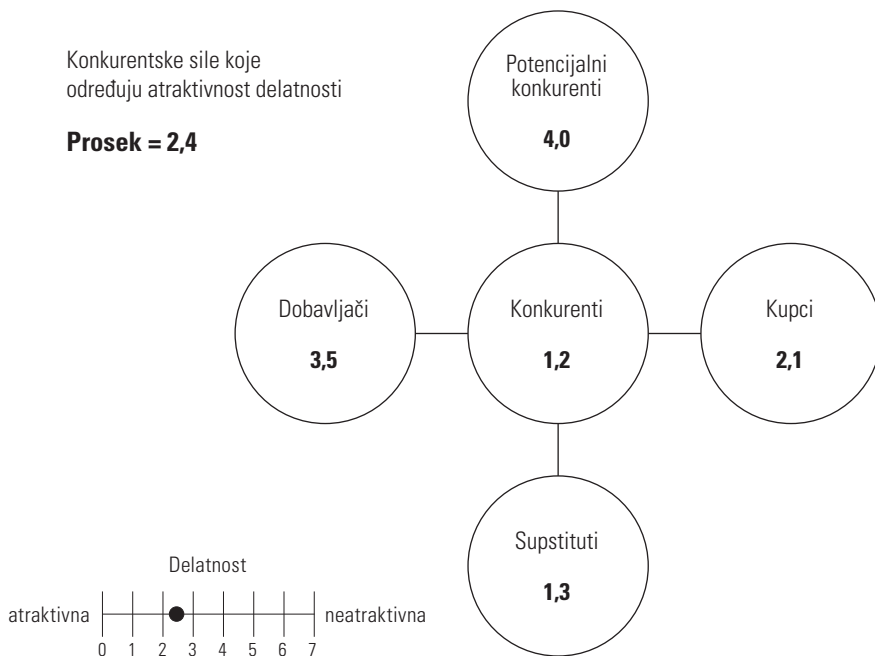 Konkurentske sile koje
određuju atraktivnost delatnosti
Prosek = 2,4
Potencijalni
konkurenti
4,0
Dobavljači
3,5
Konkurenti
1,2
Kupci
2,1
Supstituti
1,3
Delatnost
atraktivna
neatraktivna
0 1 2 3 4 5 6 7